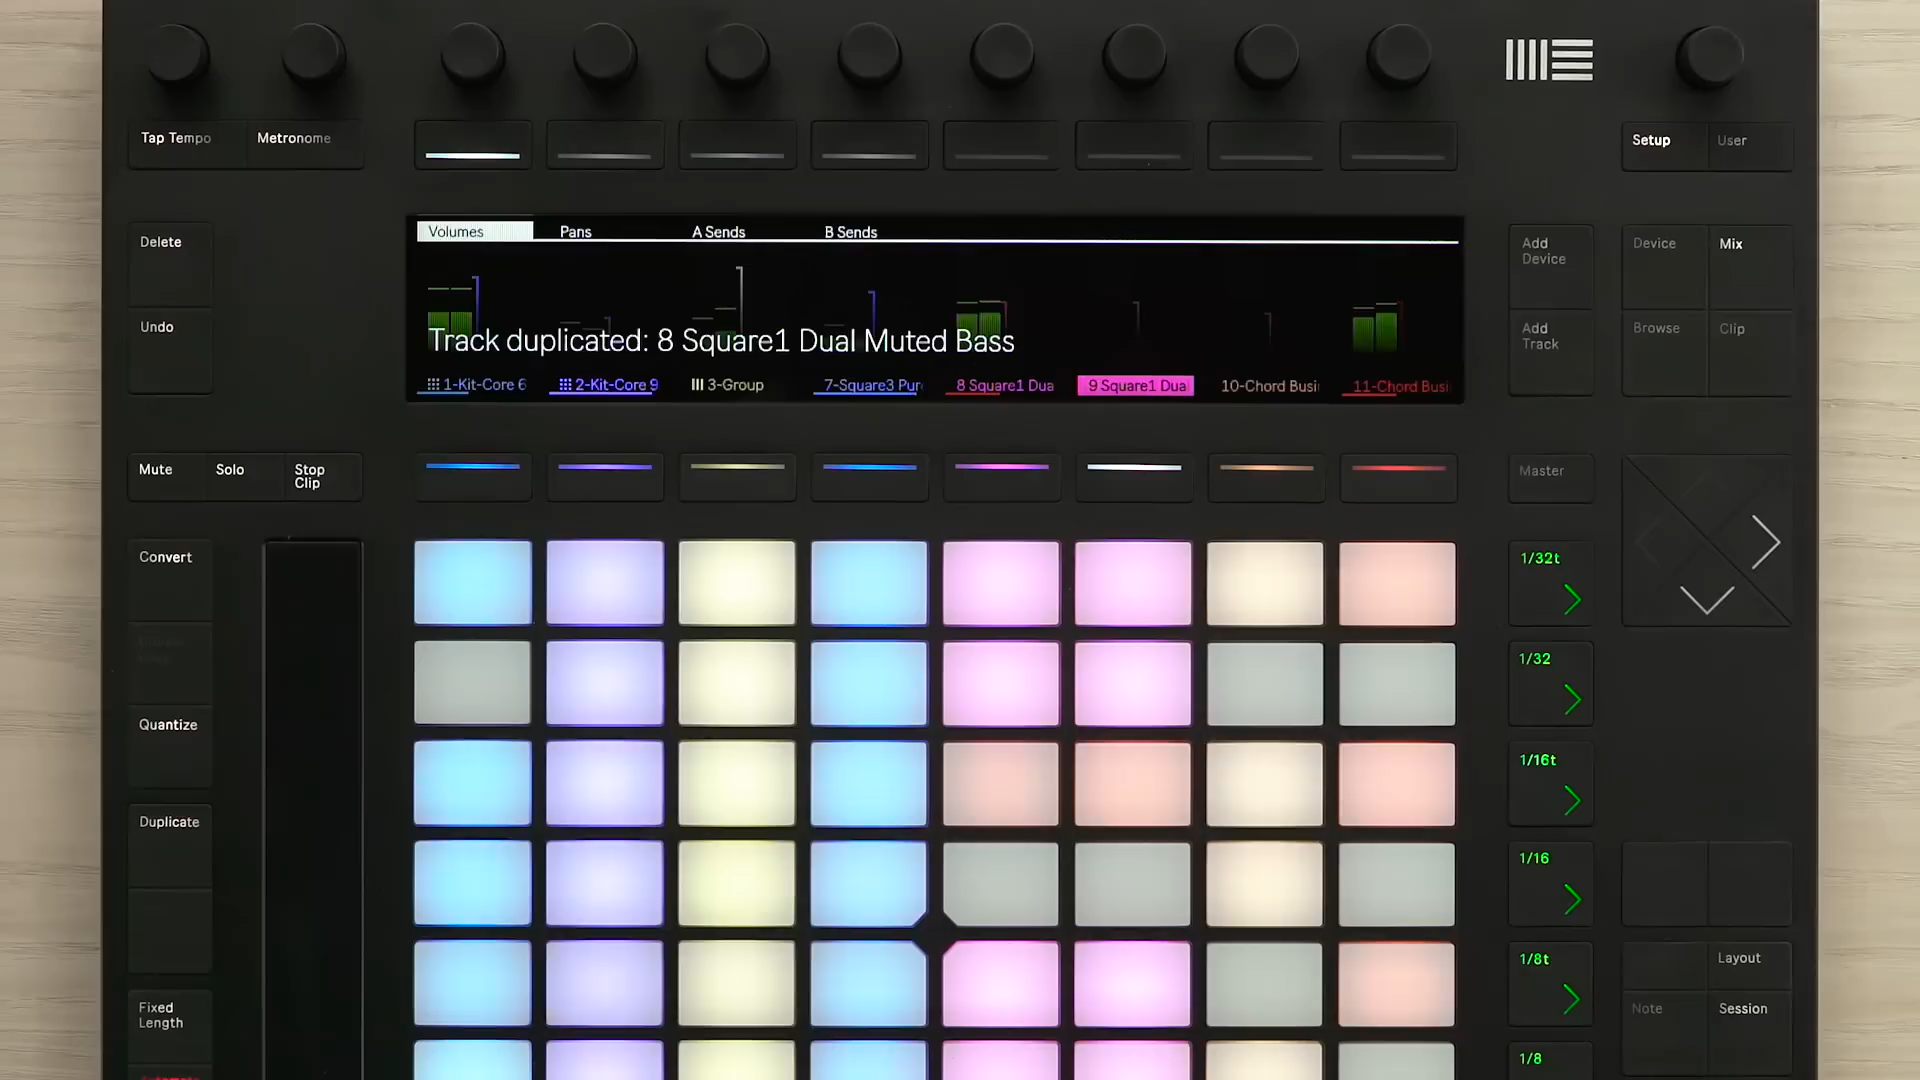 Tap Tempo
Metronome
Setup
User
Delete
Undo
Volumes
Pans
A Sends
B Sends
Track duplicated: 8 Square1 Dual Muted Bass
1-Kit-Core 6
2-Kit-Core 9
3-Group
7-Square3 Pur
8 Square1 Dua
9 Square1 Dua
10-Chord Busi
11-Chord Busi
Add
Device
Device
Mix
Add
Track
Browse
Clip
Mute
Solo
Stop
Clip
Master
Convert
1/32t
1/32
Quantize
1/16t
Duplicate
1/16
1/8t
Layout
Fixed
Length
Note
Session
1/8